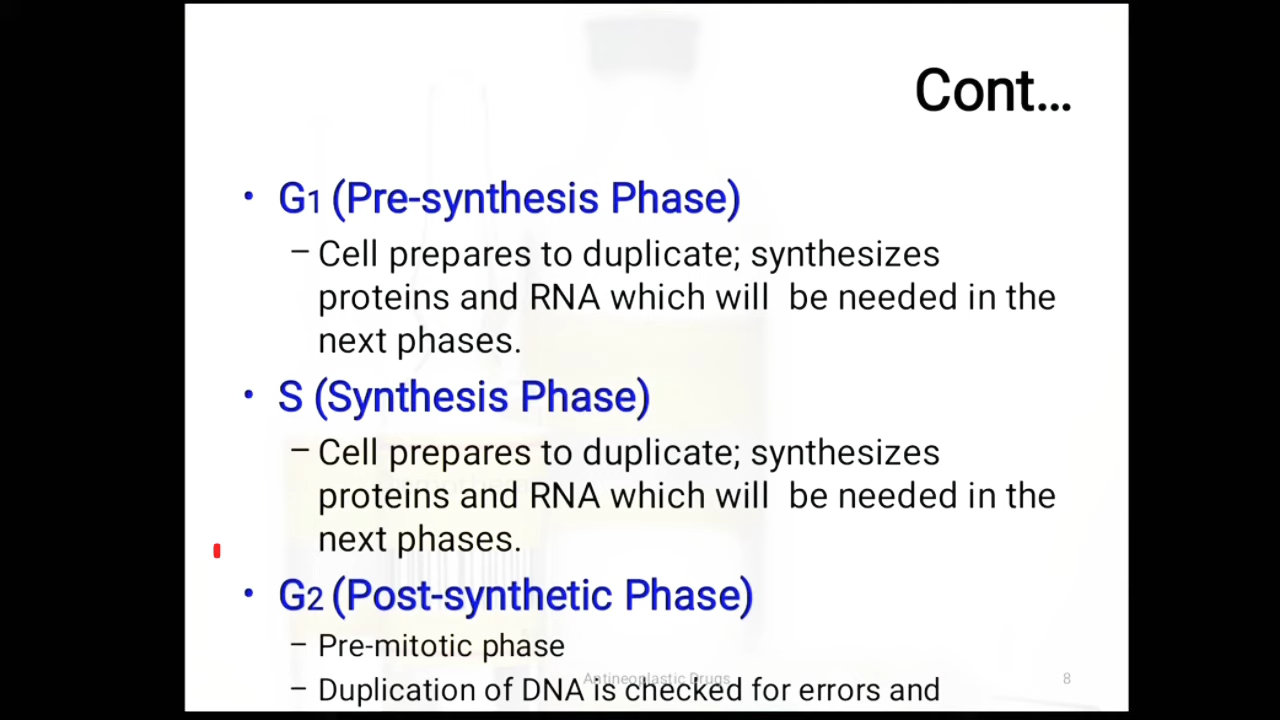 Cont...
• G1 (Pre-synthesis Phase)
– Cell prepares to duplicate; synthesizes
proteins and RNA which will be needed in the
next phases.
• S (Synthesis Phase)
– Cell prepares to duplicate; synthesizes
proteins and RNA which will be needed in the
next phases.
• G2 (Post-synthetic Phase)
– Pre-mitotic phase
Antineoplastic Drugs 8
– Duplication of DNA is checked for errors and